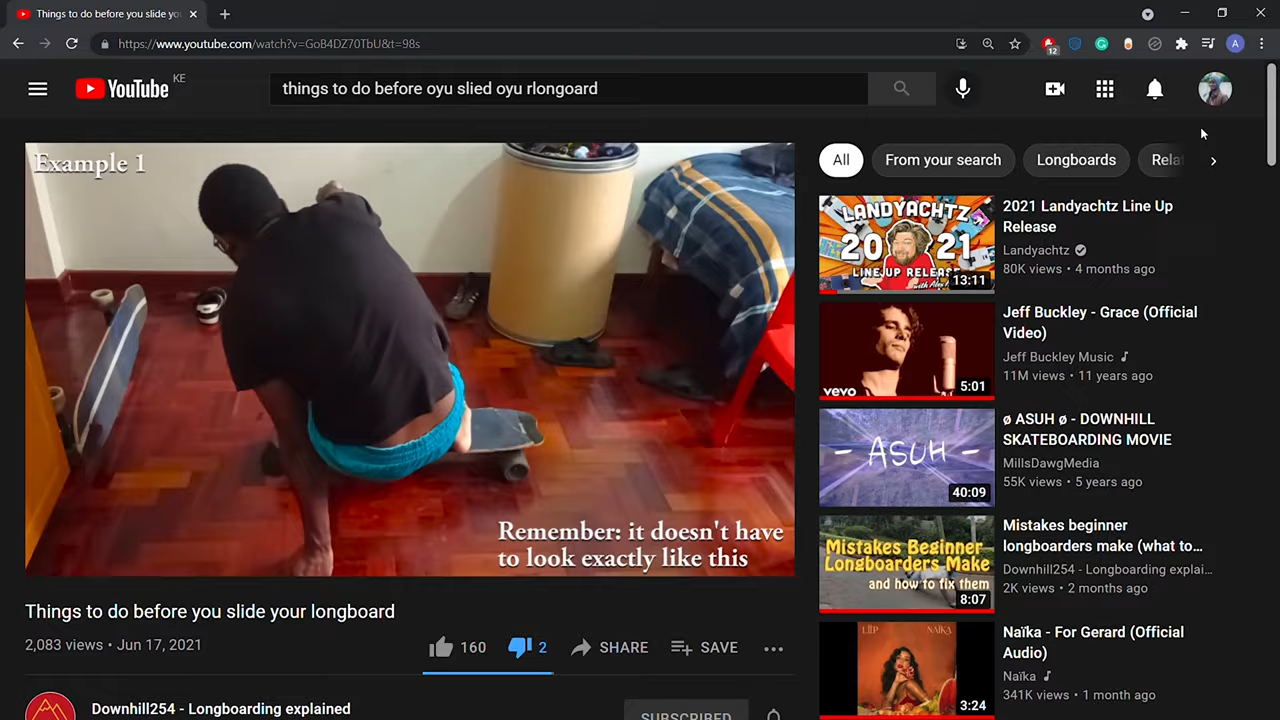 Things to do before you slide yo
https://www.youtube.com/watch?v=GoB4DZ70TbU&t=98s
12
A
YouTube KE
things to do before oyu slied oyu rlongoard
Example 1
Remember: it doesn't have
to look exactly like this
Things to do before you slide your longboard
2,083 views • Jun 17, 2021
160
2
SHARE
SAVE
Downhill254 - Longboarding explained
SUBSCRIBED
All
From your search
Longboards
Rela
LANDYACHTZ
2021
LINE UP RELEASE
with Alex
13:11
2021 Landyachtz Line Up
Release
Landyachtz
80K views • 4 months ago
vevo
5:01
Jeff Buckley - Grace (Official
Video)
Jeff Buckley Music
11M views • 11 years ago
- ASUH -
40:09
ø ASUH ø - DOWNHILL
SKATEBOARDING MOVIE
MillsDawgMedia
55K views • 5 years ago
Mistakes Beginner
Longboarders Make
and how to fix them
8:07
Mistakes beginner
longboarders make (what to...
Downhill254 - Longboarding explai...
2K views • 2 months ago
NAÏKA
3:24
Naïka - For Gerard (Official
Audio)
Naïka
341K views • 1 month ago